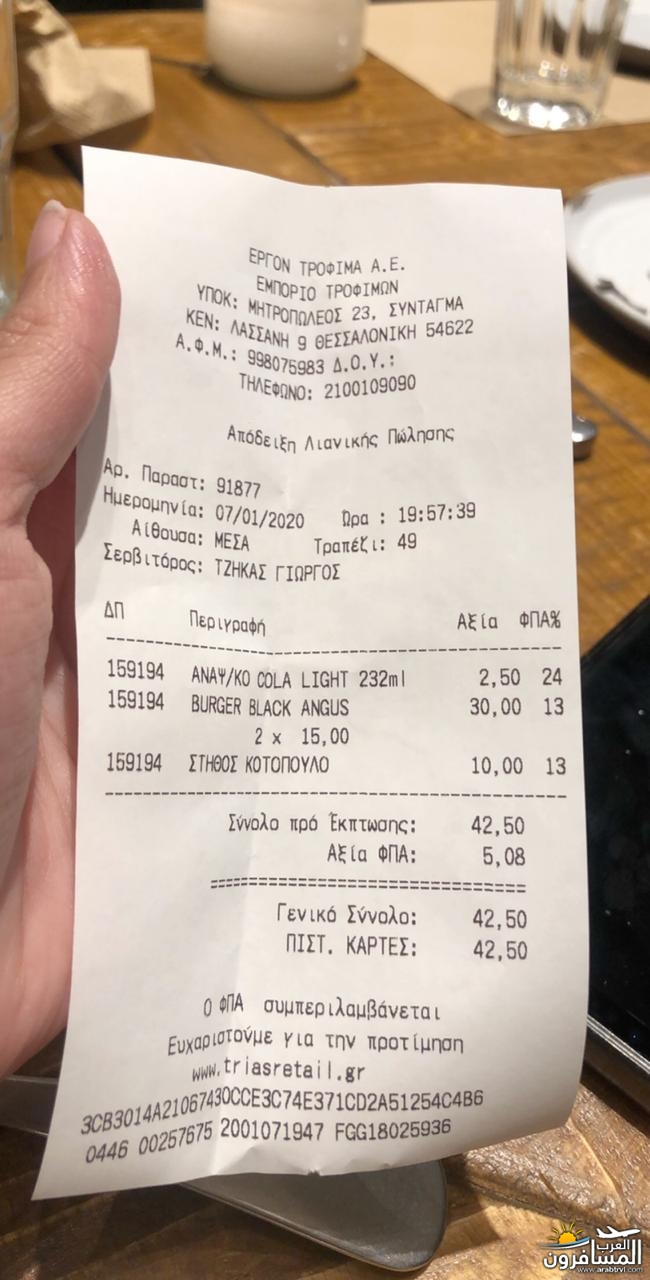 ΕΡΓΟΝ ΤΡΟΦΙΜΑ Α.Ε.
ΕΜΠΟΡΙΟ ΤΡΟΦΙΜΩΝ
ΥΠΟΚ: ΜΗΤΡΟΠΩΛΕΟΣ 23, ΣΥΝΤΑΓΜΑ
ΚΕΝ: ΛΑΣΣΑΝΗ 9 ΘΕΣΣΑΛΟΝΙΚΗ 54622
Α.Φ.Μ.: 998075983 Δ.Ο.Υ.:
ΤΗΛΕΦΩΝΟ: 2100109090
Απόδειξη Λιανικής Πώλησης
Αρ. Παραστ: 91877
Ημερομηνία: 07/01/2020 Ώρα : 19:57:39
Αίθουσα: ΜΕΣΑ Τραπέζι: 49
Σερβιτόρος: ΤΖΗΚΑΣ ΓΙΩΡΓΟΣ
ΔΠ Περιγραφή Αξία ΦΠΑ%
159194 ΑΝΑΨ/ΚΟ COLA LIGHT 232ml 2,50 24
159194 BURGER BLACK ANGUS 30,00 13
2 x 15,00
159194 ΣΤΗΘΟΣ ΚΟΤΟΠΟΥΛΟ 10,00 13
Σύνολο πρό Έκπτωσης: 42,50
Αξία ΦΠΑ: 5,08
Γενικό Σύνολο: 42,50
ΠΙΣΤ. ΚΑΡΤΕΣ: 42,50
Ο ΦΠΑ συμπεριλαμβάνεται
Ευχαριστούμε για την προτίμηση
www.triasretail.gr
3CB3014A21067430CCE3C74E371CD2A51254C4B6
0446 00257675 2001071947 FGG18025936
العرب
المسافرون
www.arabtrvl.com